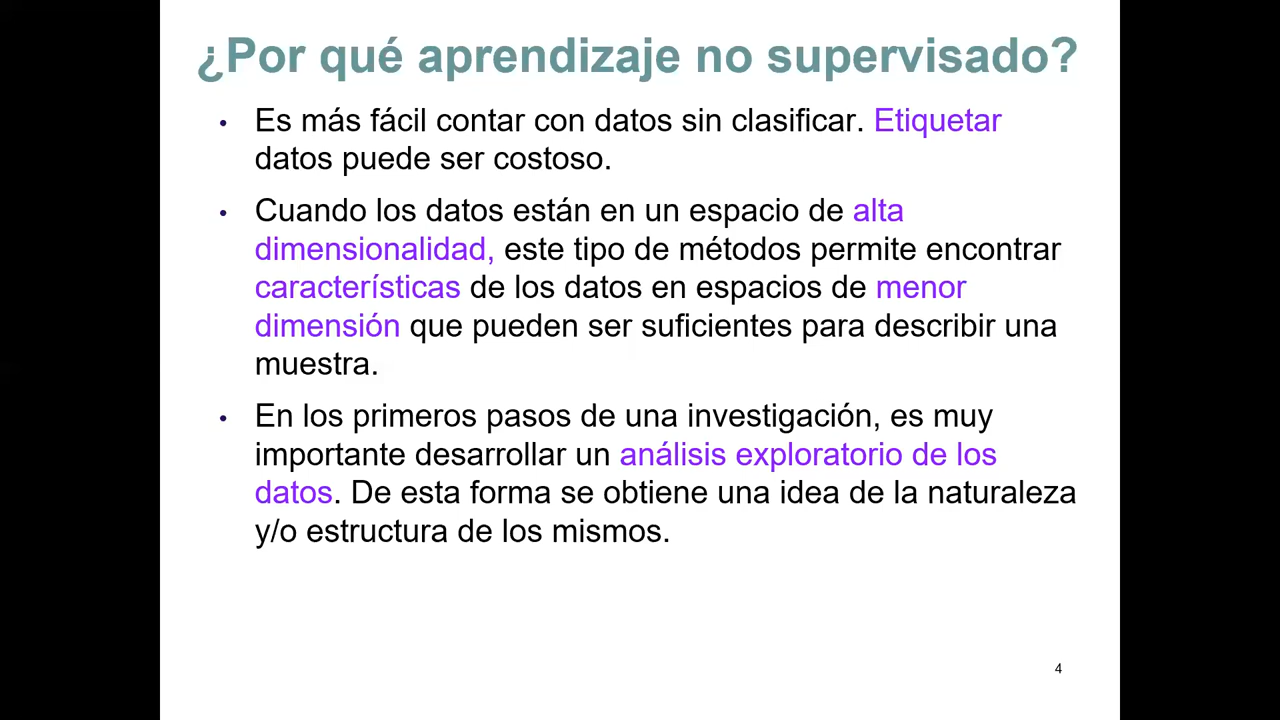 ¿Por qué aprendizaje no supervisado?
• Es más fácil contar con datos sin clasificar. Etiquetar
datos puede ser costoso.
• Cuando los datos están en un espacio de alta
dimensionalidad, este tipo de métodos permite encontrar
características de los datos en espacios de menor
dimensión que pueden ser suficientes para describir una
muestra.
• En los primeros pasos de una investigación, es muy
importante desarrollar un análisis exploratorio de los
datos. De esta forma se obtiene una idea de la naturaleza
y/o estructura de los mismos.
4